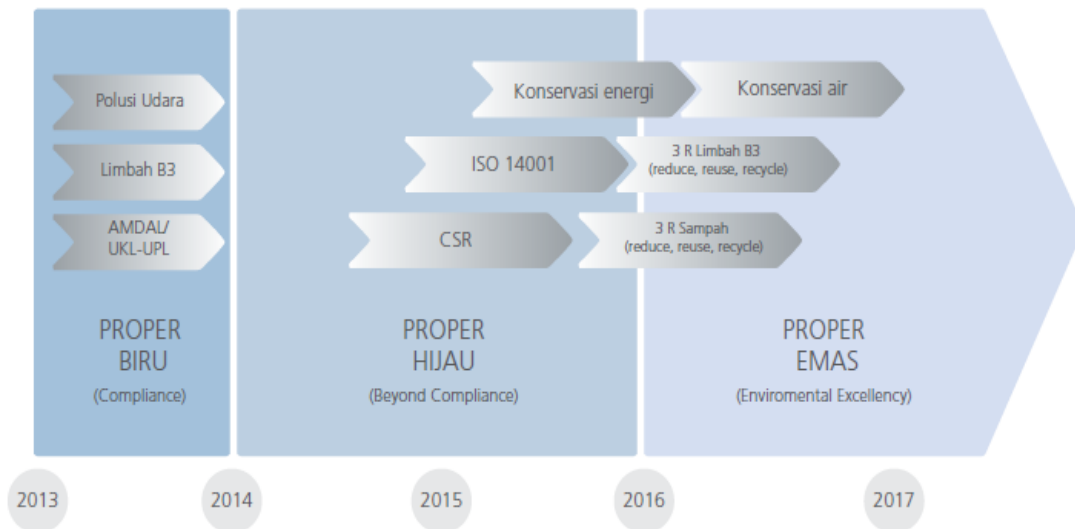 Polusi Udara
Limbah B3
AMDAL/
UKL-UPL
PROPER
BIRU
(Compliance)
Konservasi energi
ISO 14001
CSR
PROPER
HIJAU
(Beyond Compliance)
Konservasi air
3 R Limbah B3
(reduce, reuse, recycle)
3 R Sampah
(reduce, reuse, recycle)
PROPER
EMAS
(Enviromental Excellency)
2013
2014
2015
2016
2017